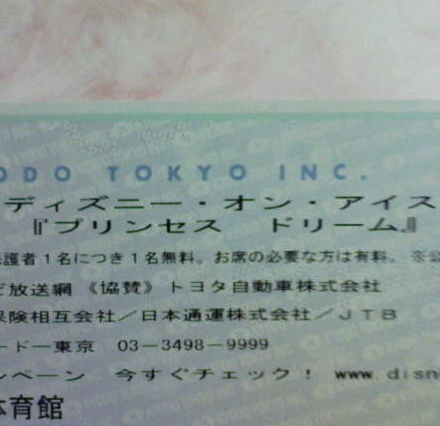 ODO TOKYO INC.
ディズニー・オン・アイス
『プリンセス ドリーム』
保護者1名につき1名無料。お席の必要な方は有料。※公
放送網《協賛》トヨタ自動車株式会社
保険相互会社/日本通運株式会社/JTB
ードー東京 03-3498-9999
ンペーン 今すぐチェック! www.disn
体育館